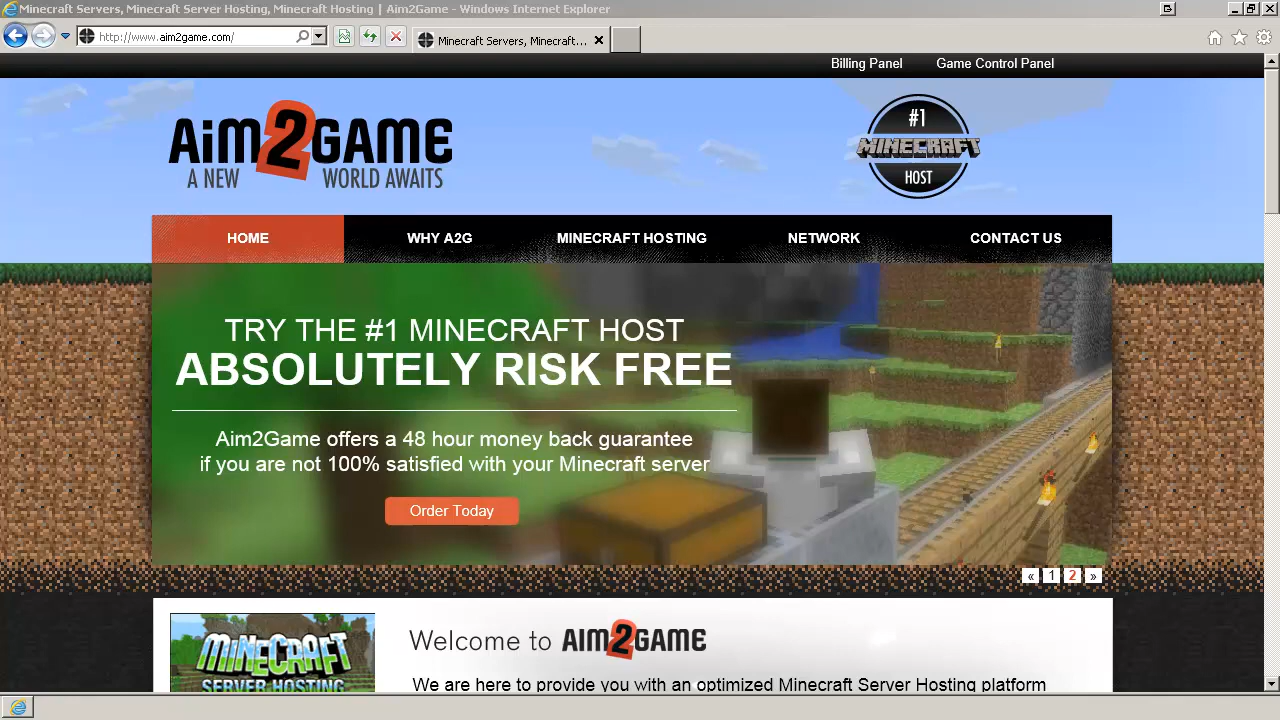 Minecraft Servers, Minecraft Server Hosting, Minecraft Hosting | Aim2Game - Windows Internet Explorer
http://www.aim2game.com/
Minecraft Servers, Minecraft...
Billing Panel
Game Control Panel
AiM2GAME
A NEW WORLD AWAITS
#1
MINECRAFT
HOST
HOME
WHY A2G
MINECRAFT HOSTING
NETWORK
CONTACT US
TRY THE #1 MINECRAFT HOST
ABSOLUTELY RISK FREE
Aim2Game offers a 48 hour money back guarantee
if you are not 100% satisfied with your Minecraft server
Order Today
« 1 2 »
MINECRAFT
SERVER HOSTING
Welcome to AIM2GAME
We are here to provide you with an optimized Minecraft Server Hosting platform